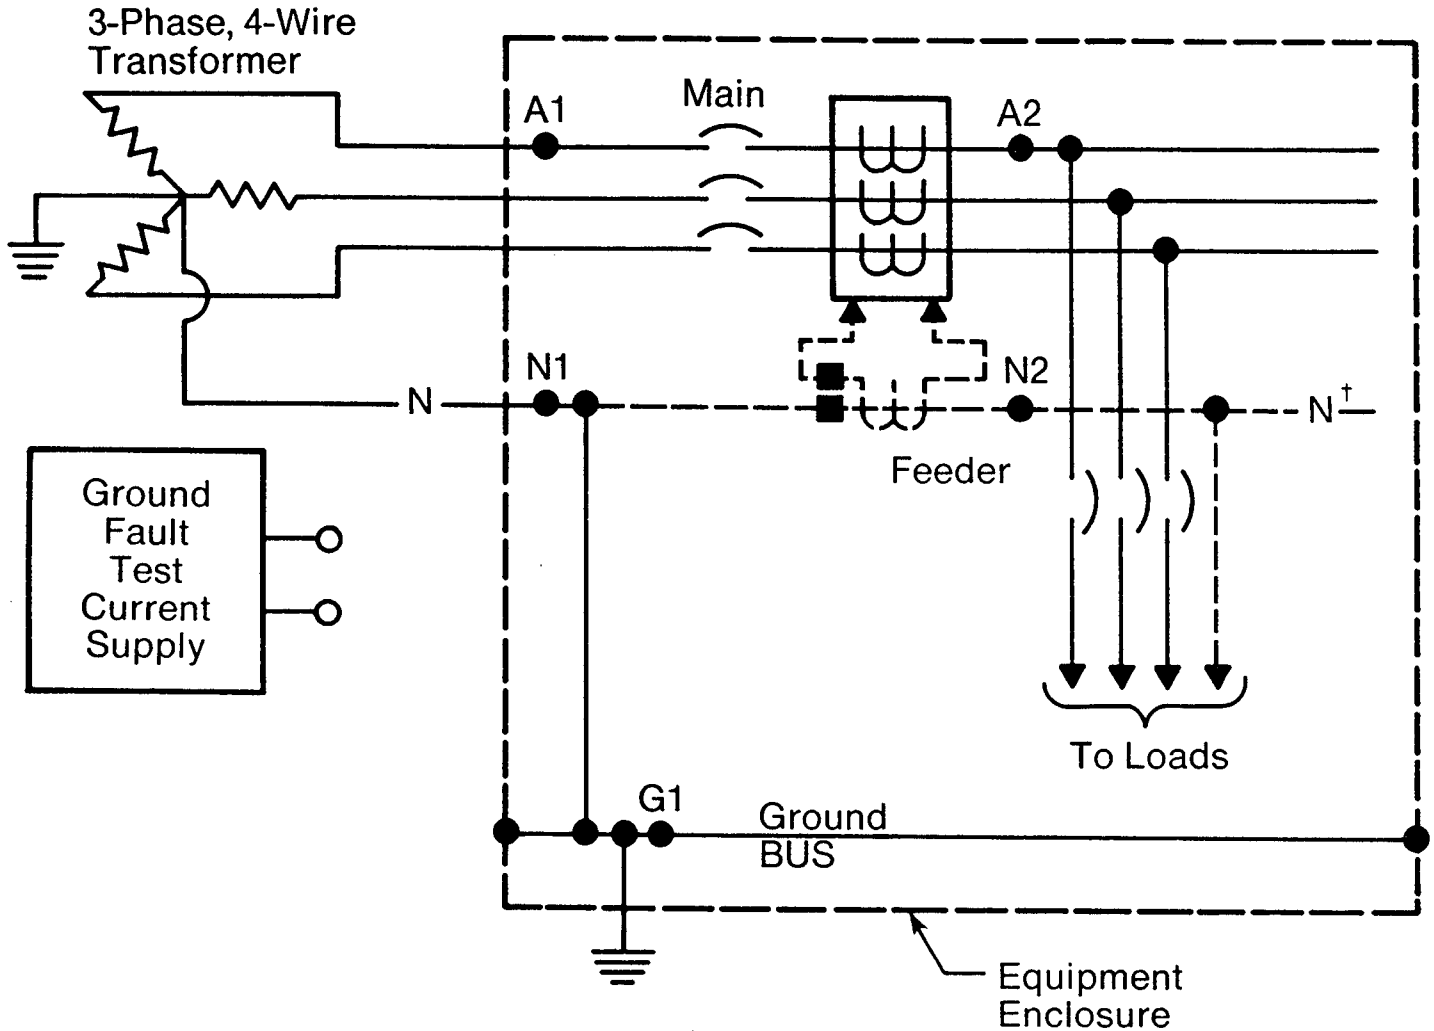 3-Phase, 4-Wire
Transformer
A1
Main
A2
N1
N
N2
N†
Feeder
Ground
Fault
Test
Current
Supply
To Loads
G1
Ground
BUS
Equipment
Enclosure